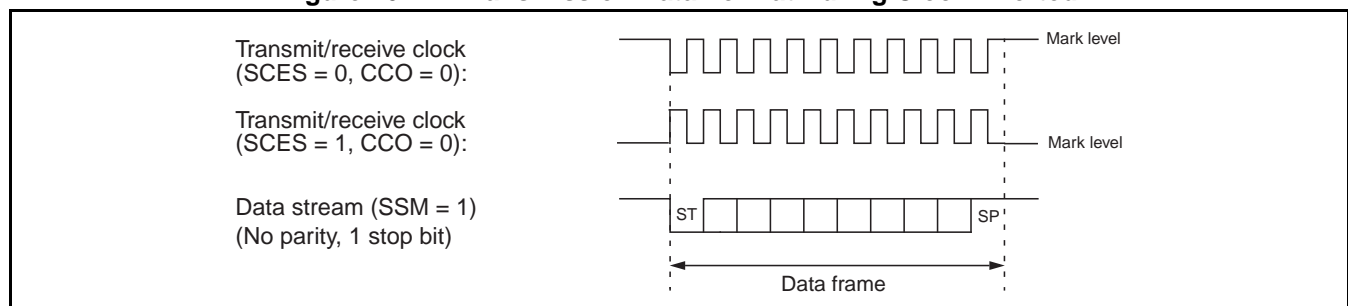 Transmit/receive clock
(SCES = 0, CCO = 0):
Mark level
Transmit/receive clock
(SCES = 1, CCO = 0):
Mark level
Data stream (SSM = 1)
(No parity, 1 stop bit)
ST
SP
Data frame